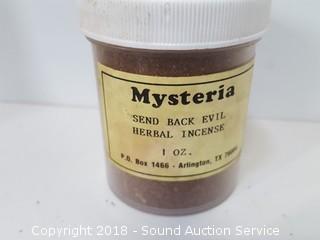 Mysteria
SEND BACK EVIL
HERBAL INCENSE
1 OZ.
P.O. Box 1466 - Arlington, TX
Copyright 2018 - Sound Auction Service